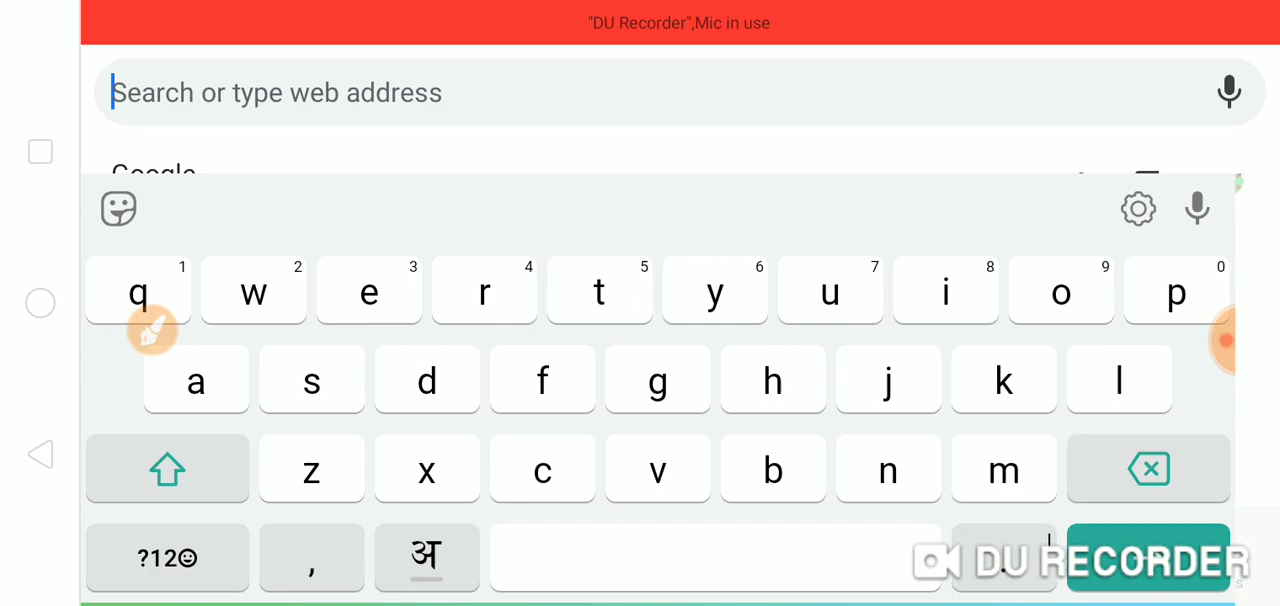 "DU Recorder",Mic in use
Search or type web address
Google
q 1 w 2 e 3 r 4 t 5 y 6 u 7 i 8 o 9 p 0
a s d f g h j k l
z x c v b n m
?12 , अ .
DU RECORDER
s